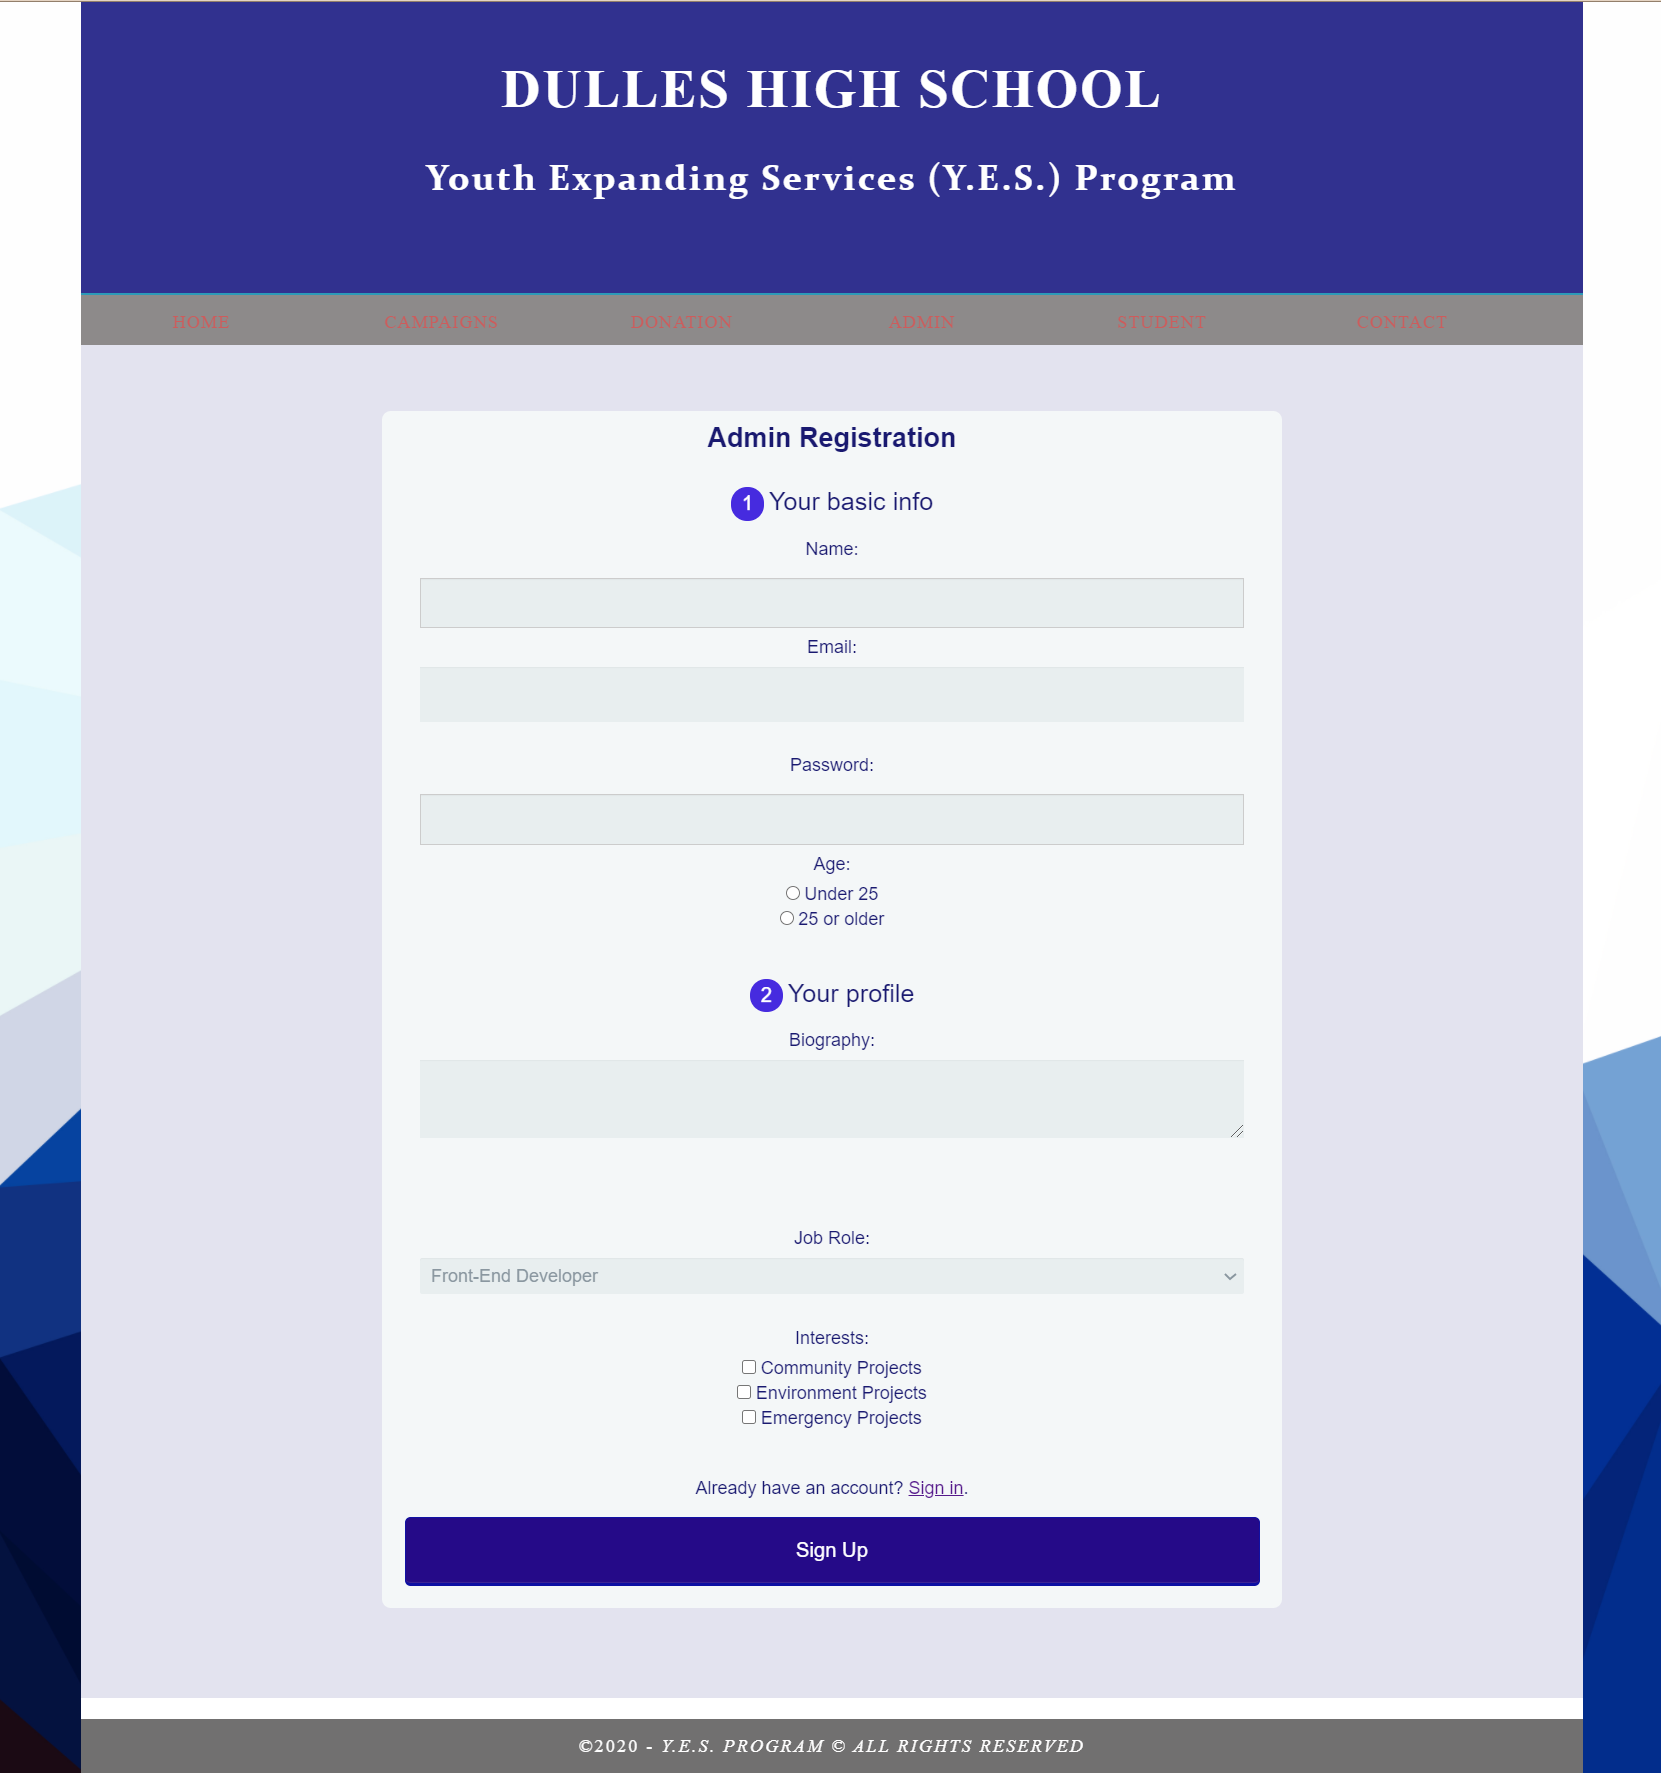 DULLES HIGH SCHOOL
Youth Expanding Services (Y.E.S.) Program
HOME CAMPAIGNS DONATION ADMIN STUDENT CONTACT
Admin Registration
1 Your basic info
Name:
Email:
Password:
Age:
Under 25
25 or older
2 Your profile
Biography:
Job Role:
Front-End Developer
Interests:
Community Projects
Environment Projects
Emergency Projects
Already have an account? Sign in.
Sign Up
©2020 - Y.E.S. PROGRAM © ALL RIGHTS RESERVED